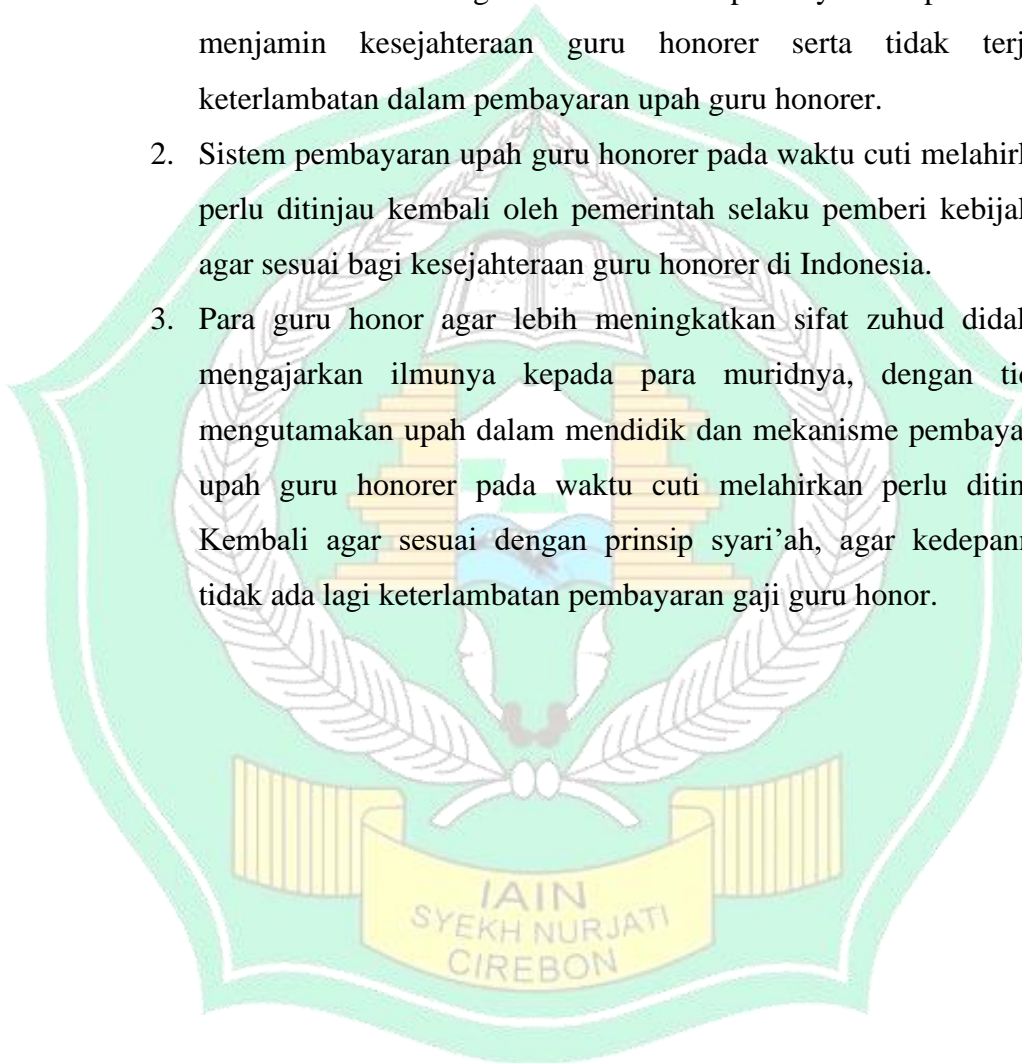 menjamin kesejahteraan guru honorer serta tidak
keterlambatan dalam pembayaran upah guru honorer.
2. Sistem pembayaran upah guru honorer pada waktu cuti
perlu ditinjau kembali oleh pemerintah selaku pemberi
agar sesuai bagi kesejahteraan guru honorer di Indonesia.
3. Para guru honor agar lebih meningkatkan sifat zuhud
mengajarkan ilmunya kepada para muridnya, dengan
mengutamakan upah dalam mendidik dan mekanisme
upah guru honorer pada waktu cuti melahirkan perlu
Kembali agar sesuai dengan prinsip syari'ah, agar
tidak ada lagi keterlambatan pembayaran gaji guru honor.
IAIN
SYEKH NURJATI
CIREBON